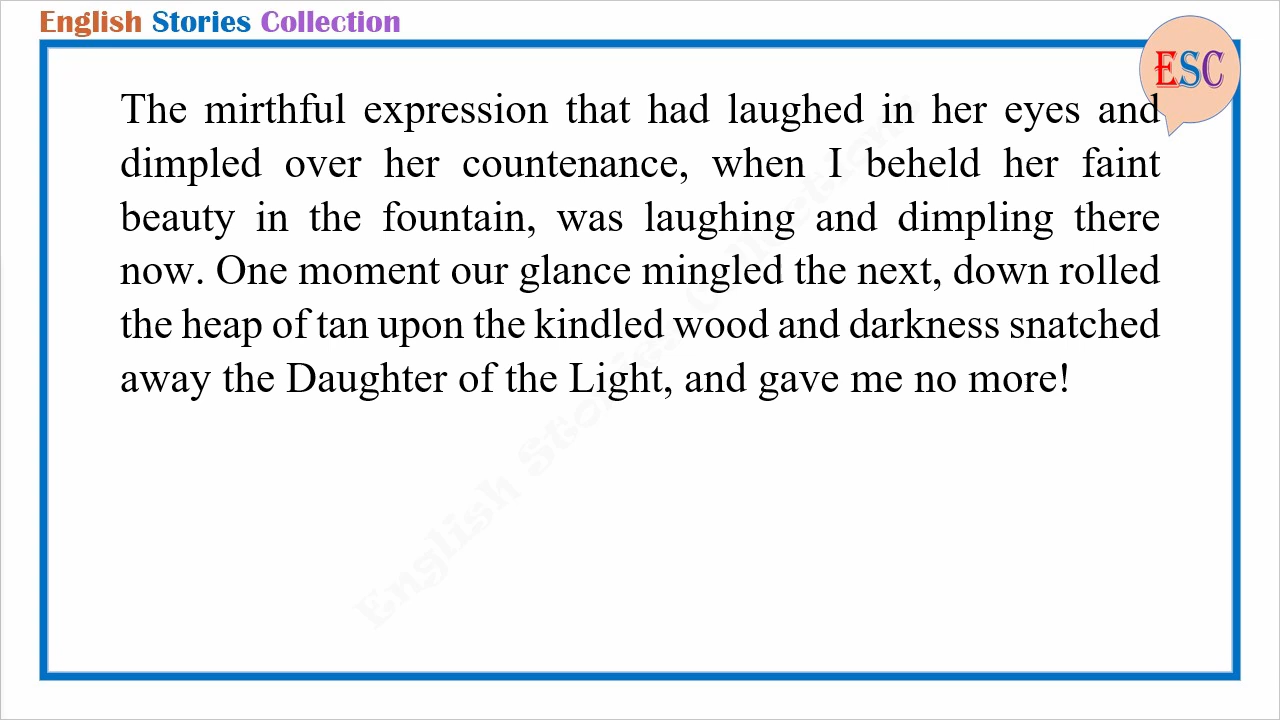 English Stories Collection
ESC
The mirthful expression that had laughed in her eyes and
dimpled over her countenance, when I beheld her faint
beauty in the fountain, was laughing and dimpling there
now. One moment our glance mingled the next, down rolled
the heap of tan upon the kindled wood and darkness snatched
away the Daughter of the Light, and gave me no more!
English Stories Collection